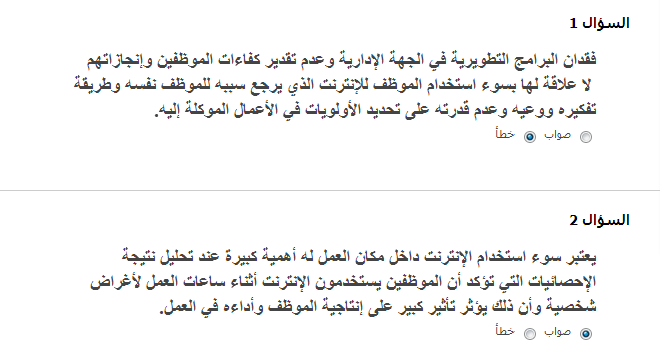 السؤال 1
فقدان البرامج التطويرية في الجهة الإدارية وعدم تقدير كفاءات الموظفين وإنجازاتهم
لا علاقة لها بسوء استخدام الموظف للإنترنت الذي يرجع سببه للموظف نفسه وطريقة
تفكيره ووعيه وعدم قدرته على تحديد الأولويات في الأعمال الموكلة إليه.
صواب خطأ
السؤال 2
يعتبر سوء استخدام الإنترنت داخل مكان العمل له أهمية كبيرة عند تحليل نتيجة
الإحصائيات التي تؤكد أن الموظفين يستخدمون الإنترنت أثناء ساعات العمل لأغراض
شخصية وأن ذلك يؤثر تأثير كبير على إنتاجية الموظف وأداءه في العمل.
صواب خطأ